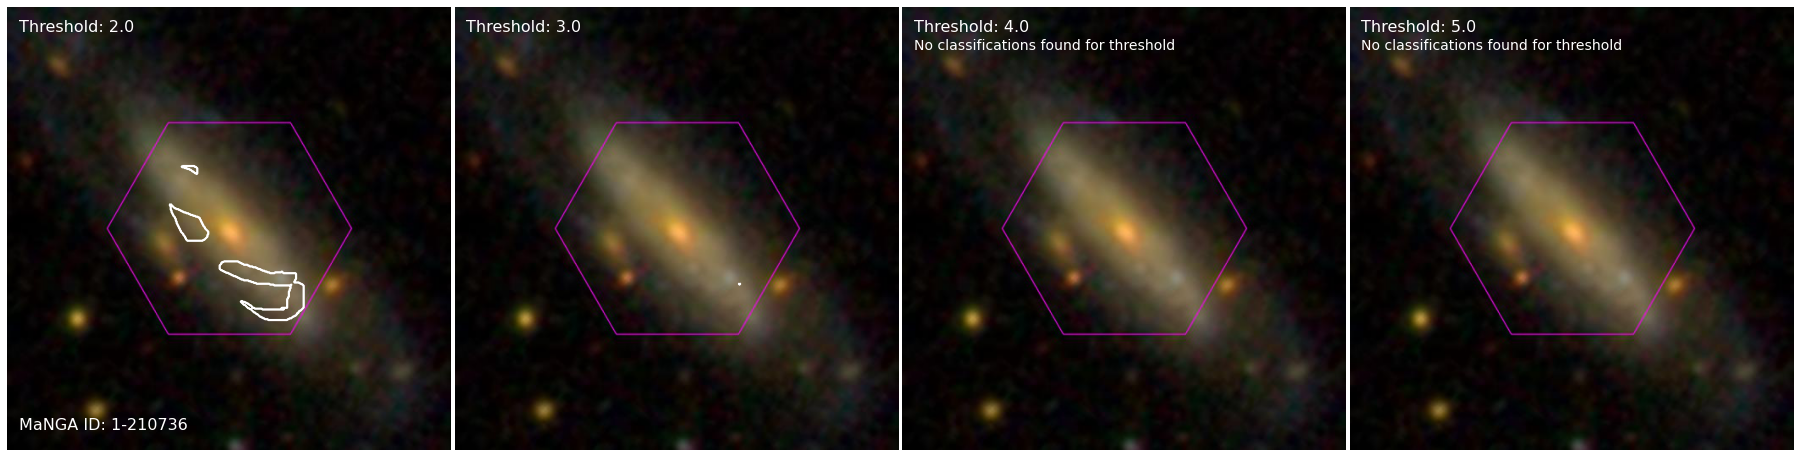 Threshold: 2.0
MaNGA ID: 1-210736
Threshold: 3.0
Threshold: 4.0
No classifications found for threshold
Threshold: 5.0
No classifications found for threshold